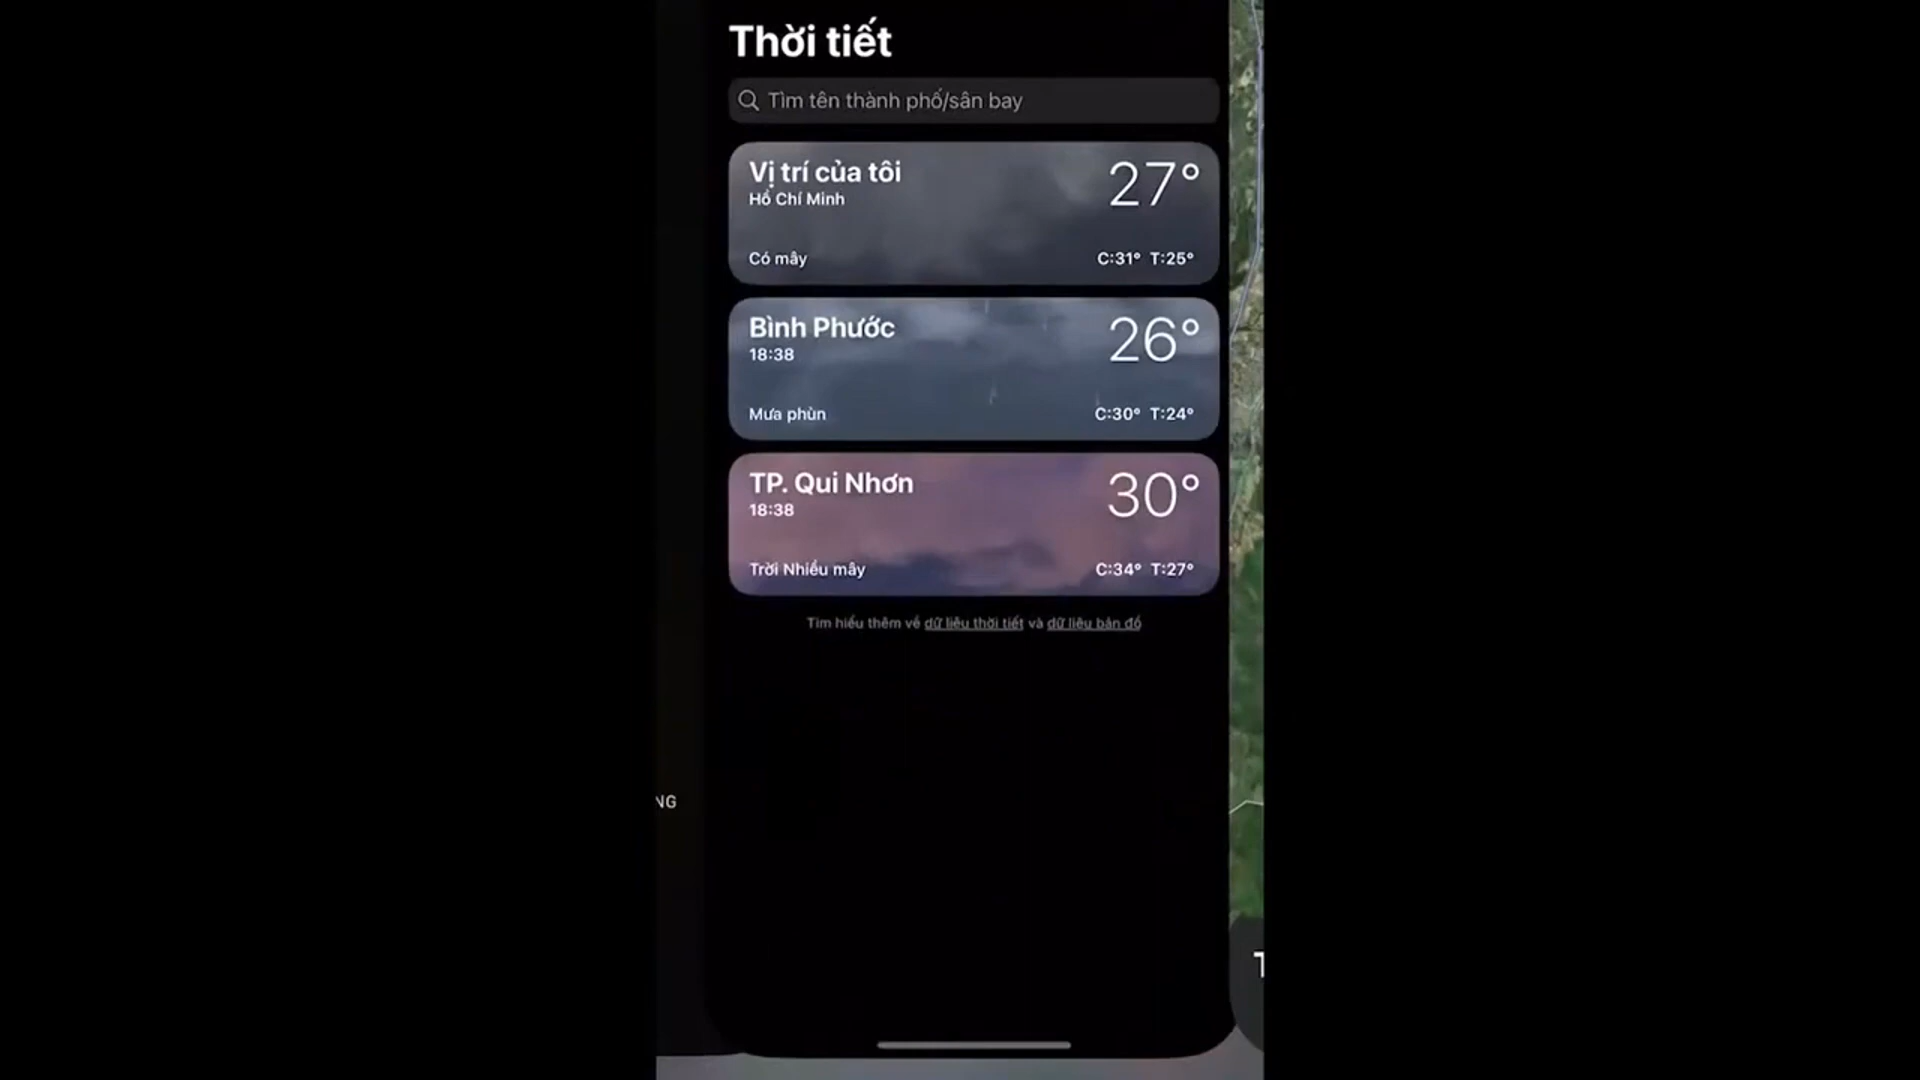 Thời tiết
Tìm tên thành phố/sân bay
Vị trí của tôi
27°
Hồ Chí Minh
Có mây
C:31° T:25°
Bình Phước
26°
18:38
Mưa phùn
C:30° T:24°
TP. Qui Nhơn
30°
18:38
Trời Nhiều mây
C:34° T:27°
Tìm hiểu thêm về dữ liệu thời tiết và dữ liệu bản đồ
NG
T